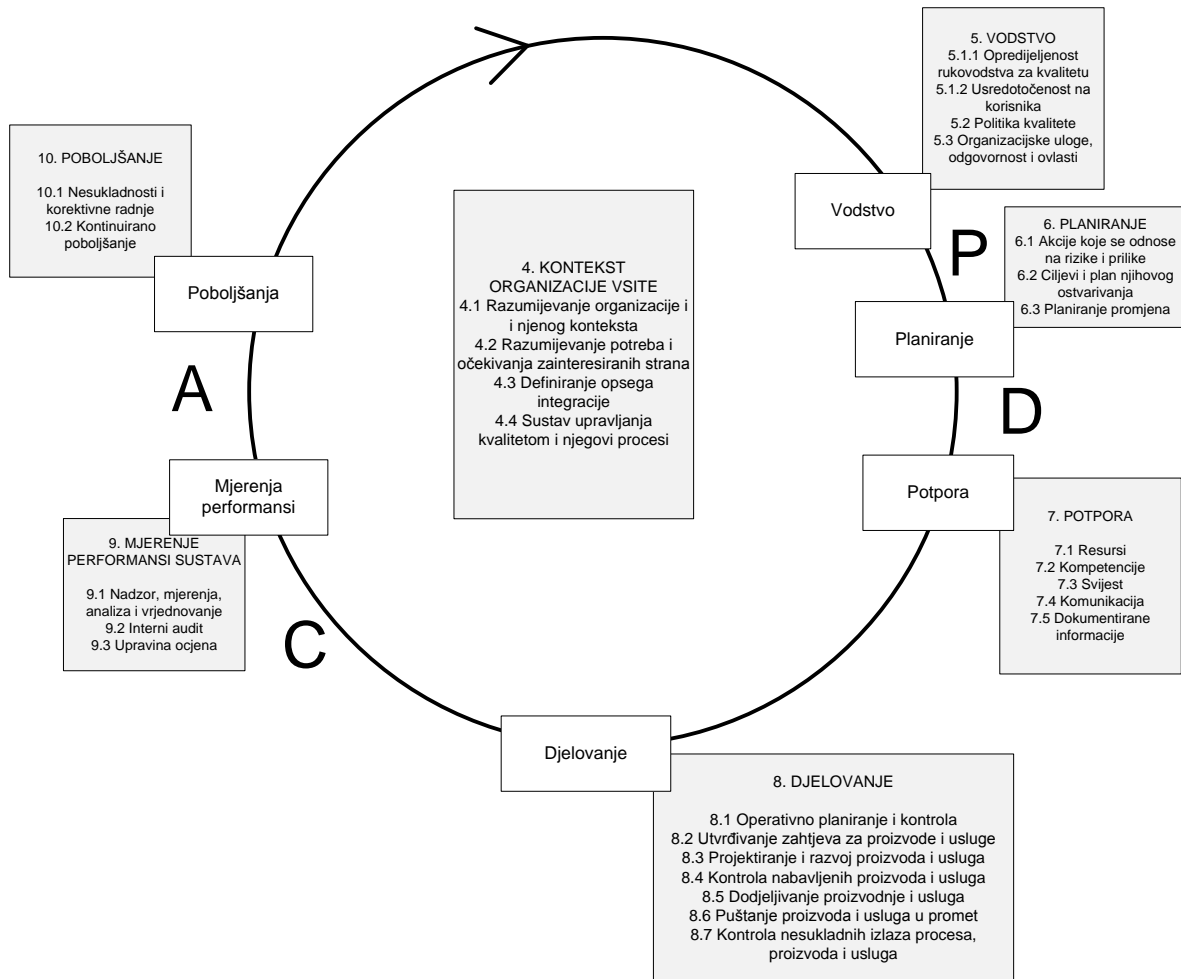 5. VODSTVO
5.1.1 Opredijeljenost
rukovodstva za kvalitetu
5.1.2 Usredotočenost na
korisnika
5.2 Politika kvalitete
5.3 Organizacijske uloge,
odgovornost i ovlasti
Vodstvo
P
6. PLANIRANJE
6.1 Akcije koje se odnose
na rizike i prilike
6.2 Ciljevi i plan njihovog
ostvarivanja
6.3 Planiranje promjena
Planiranje
D
Potpora
7. POTPORA
7.1 Resursi
7.2 Kompetencije
7.3 Svijest
7.4 Komunikacija
7.5 Dokumentirane
informacije
Djelovanje
8. DJELOVANJE
8.1 Operativno planiranje i kontrola
8.2 Utvrđivanje zahtjeva za proizvode i usluge
8.3 Projektiranje i razvoj proizvoda i usluga
8.4 Kontrola nabavljenih proizvoda i usluga
8.5 Dodjeljivanje proizvodnje i usluga
8.6 Puštanje proizvoda i usluga u promet
8.7 Kontrola nesukladnih izlaza procesa,
proizvoda i usluga
C
Mjerenja
performansi
9. MJERENJE
PERFORMANSI SUSTAVA
9.1 Nadzor, mjerenja,
analiza i vrjednovanje
9.2 Interni audit
9.3 Upravina ocjena
A
Poboljšanja
10. POBOLJŠANJE
10.1 Nesukladnosti i
korektivne radnje
10.2 Kontinuirano
poboljšanje
4. KONTEKST
ORGANIZACIJE VSITE
4.1 Razumijevanje organizacije i
i njenog konteksta
4.2 Razumijevanje potreba i
očekivanja zainteresiranih strana
4.3 Definiranje opsega
integracije
4.4 Sustav upravljanja
kvalitetom i njegovi procesi